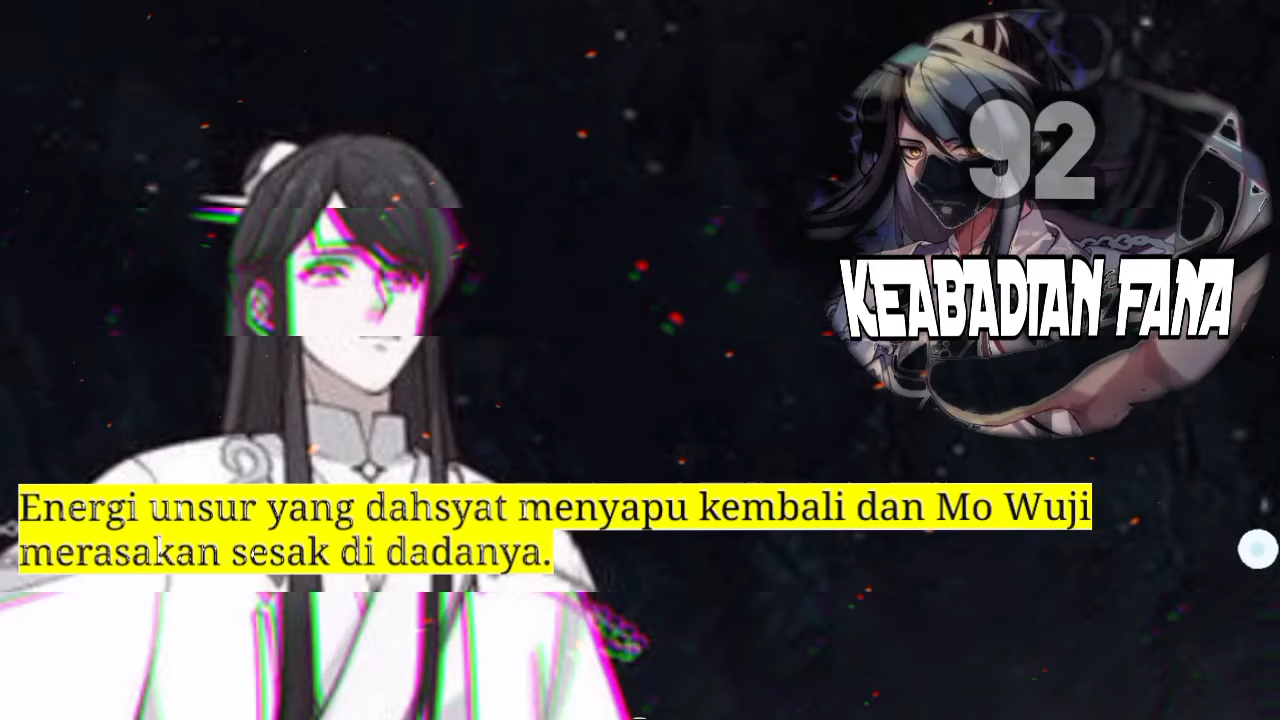 92
KEABADIAN FANA
Energi unsur yang dahsyat menyapu kembali dan Mo Wuji
merasakan sesak di dadanya.